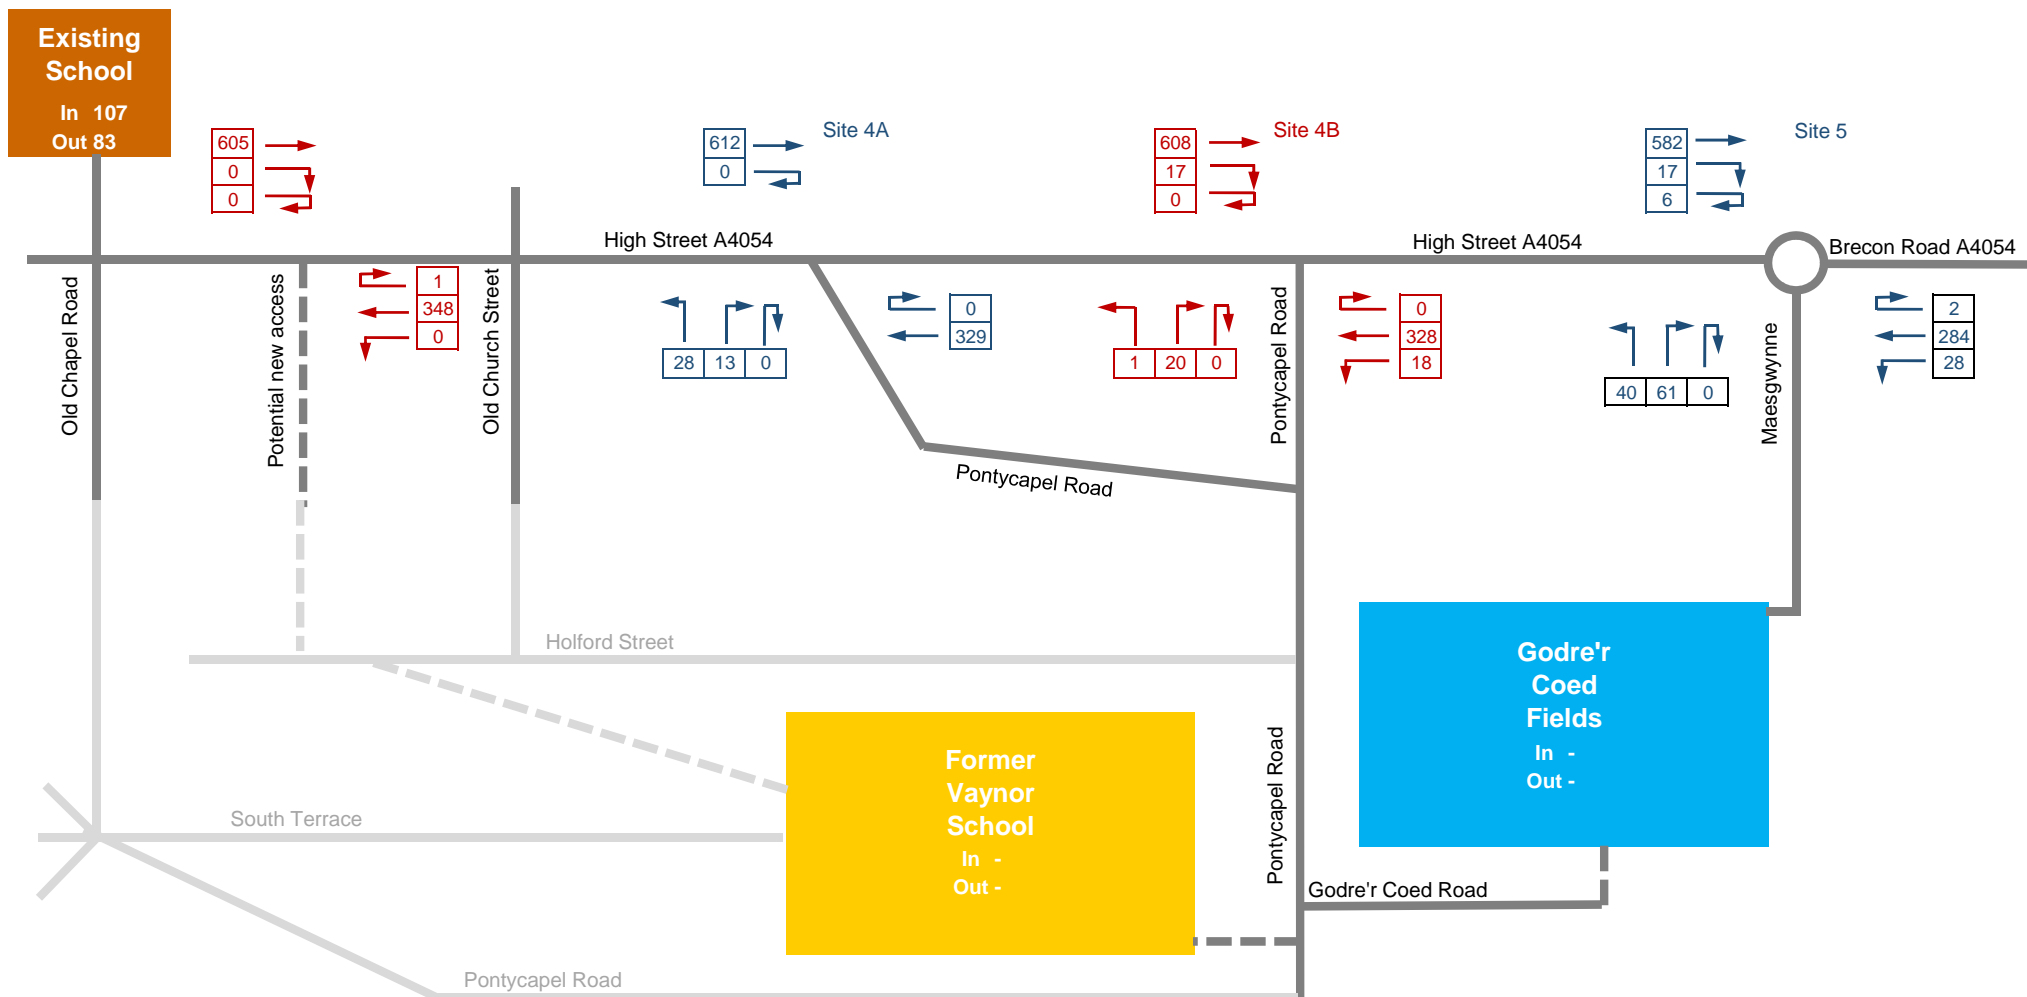 Existing
School
In 107
Out 83
605
0
0
612
0
Site 4A
608
17
0
Site 4B
582
17
6
Site 5
High Street A4054
High Street A4054
Brecon Road A4054
Old Chapel Road
Potential new access
1
348
0
Old Church Street
28 13 0
0
329
1 20 0
Pontycapel Road
0
328
18
40 61 0
Maesgwynne
2
284
28
Pontycapel Road
Holford Street
Godre'r
Coed
Fields
In -
Out -
Former
Vaynor
School
In -
Out -
Pontycapel Road
South Terrace
Godre'r Coed Road
Pontycapel Road